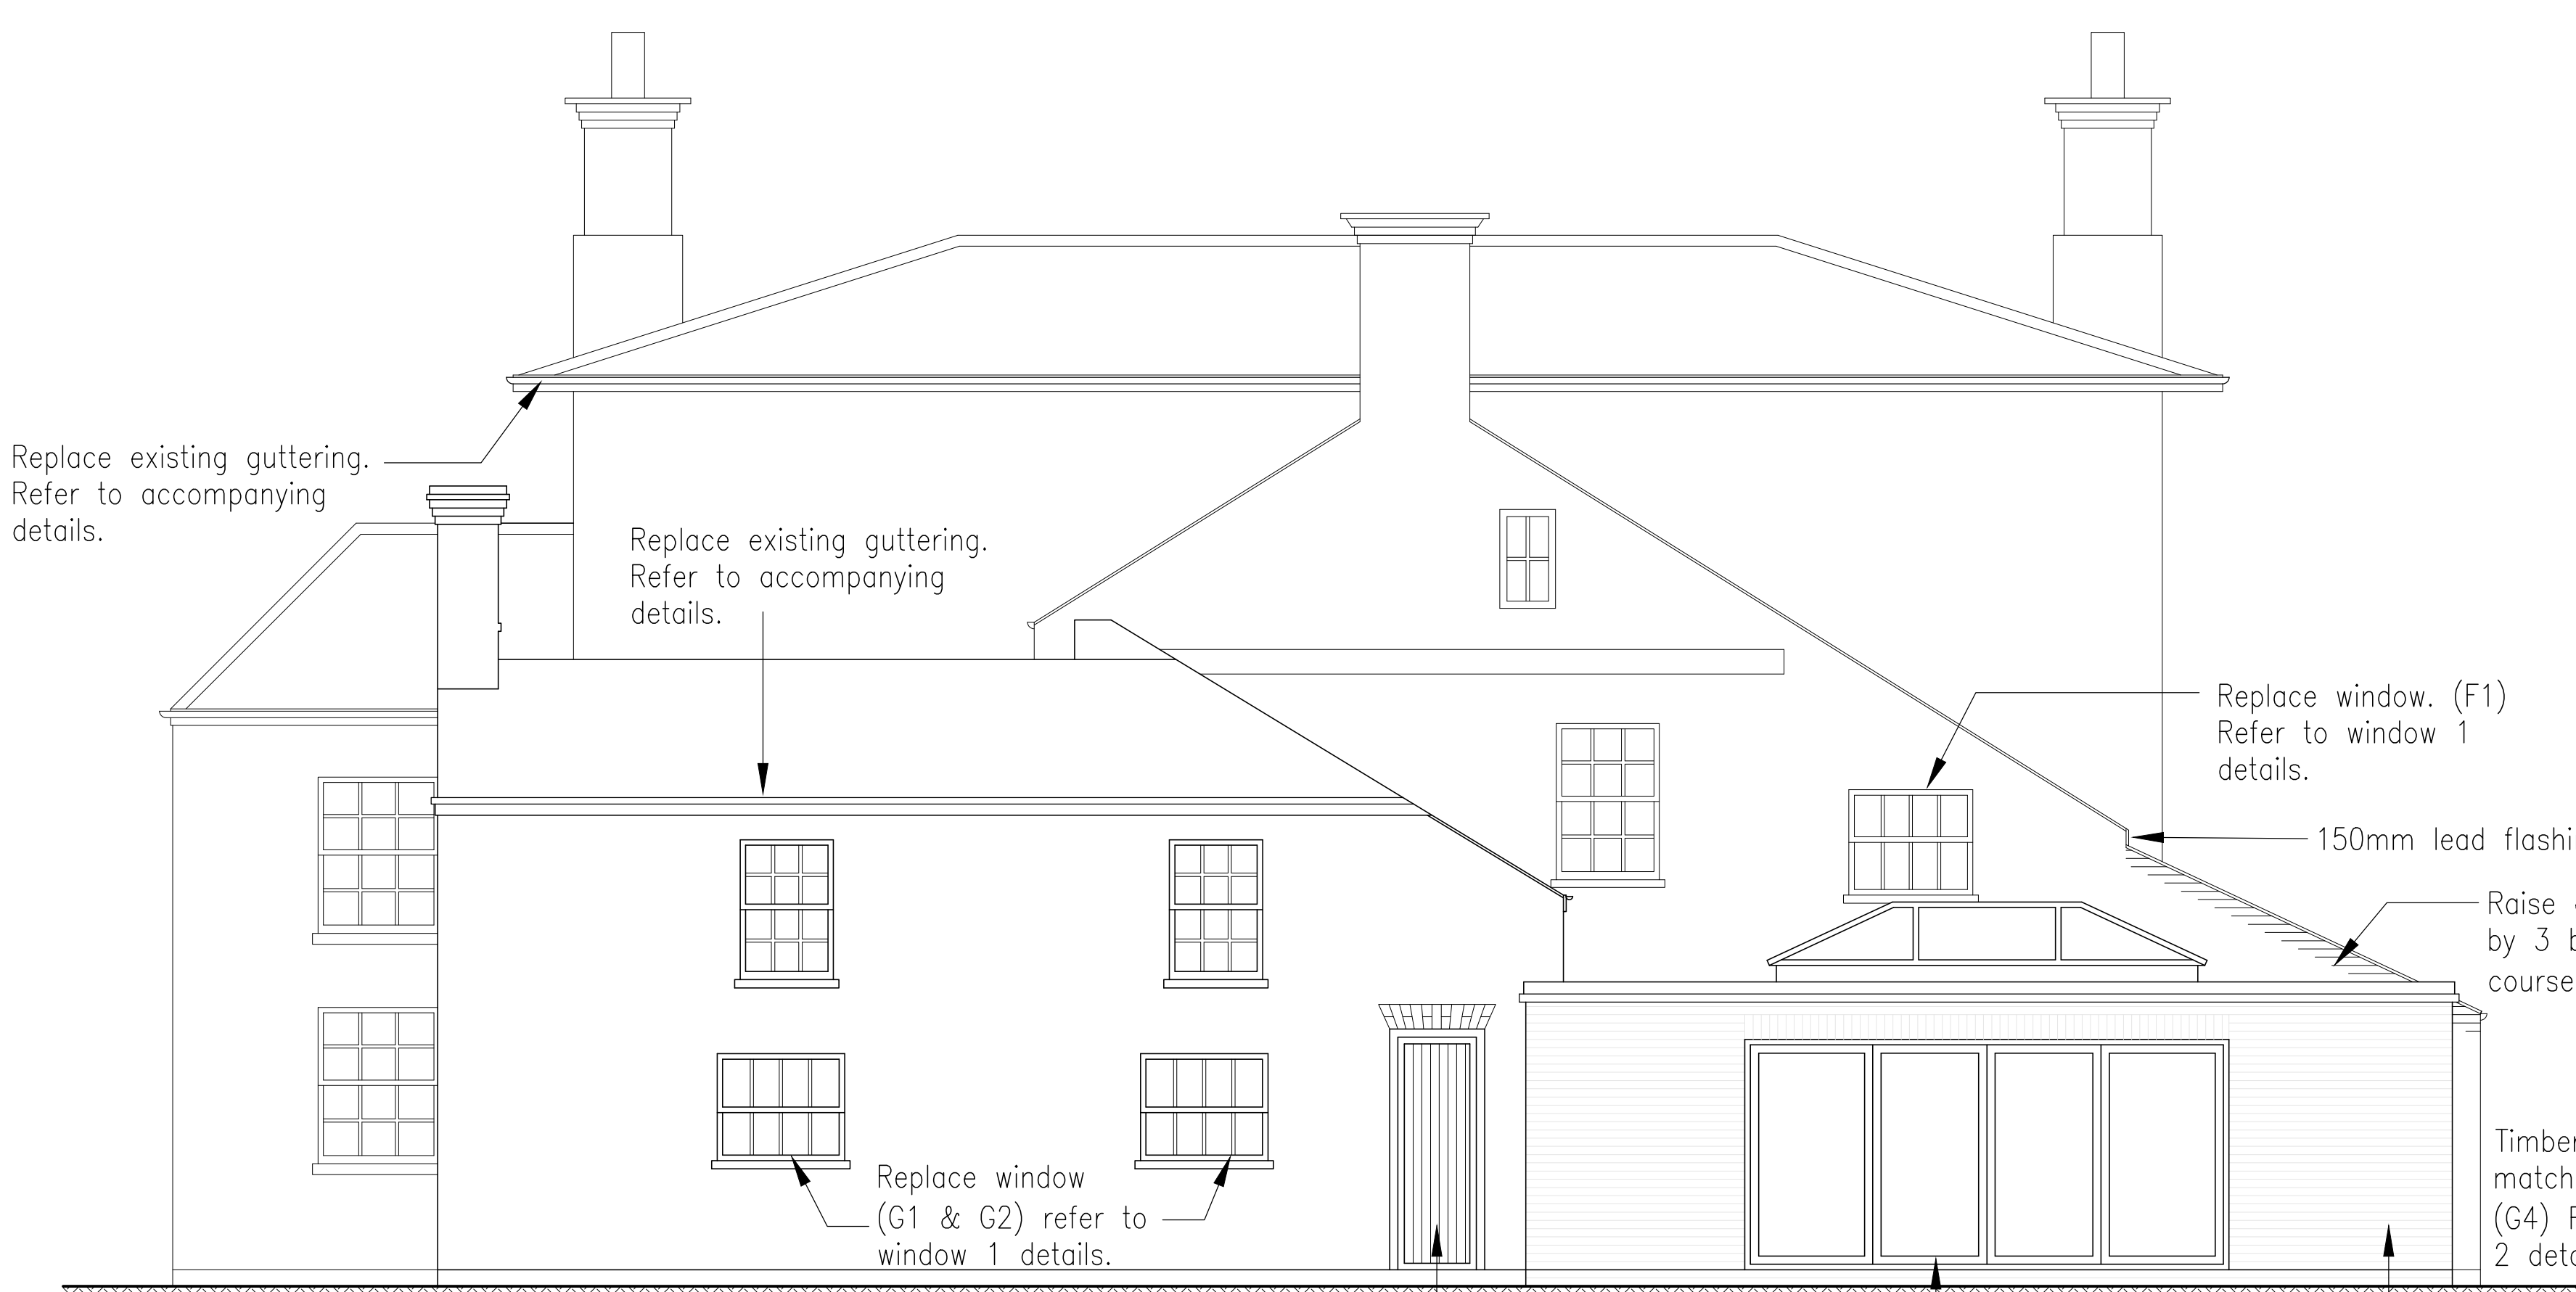 Replace existing guttering.
Refer to accompanying
details.
Replace existing guttering.
Refer to accompanying
details.
Replace window. (F1)
Refer to window 1
details.
150mm lead flashi
Raise
by 3 b
course
Replace window
(G1 & G2) refer to
window 1 details.
Timber
match
(G4) 
2 deta